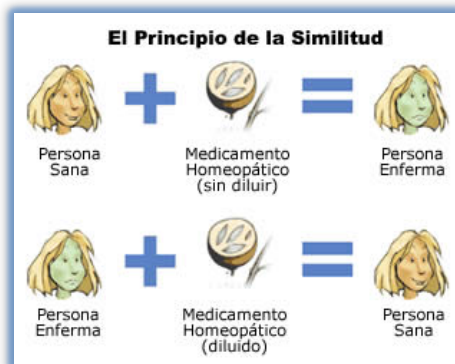 El Principio de la Similitud
Persona
Sana
Medicamento
Homeopático
(sin diluir)
Persona
Enferma
Persona
Enferma
Medicamento
Homeopático
(diluido)
Persona
Sana